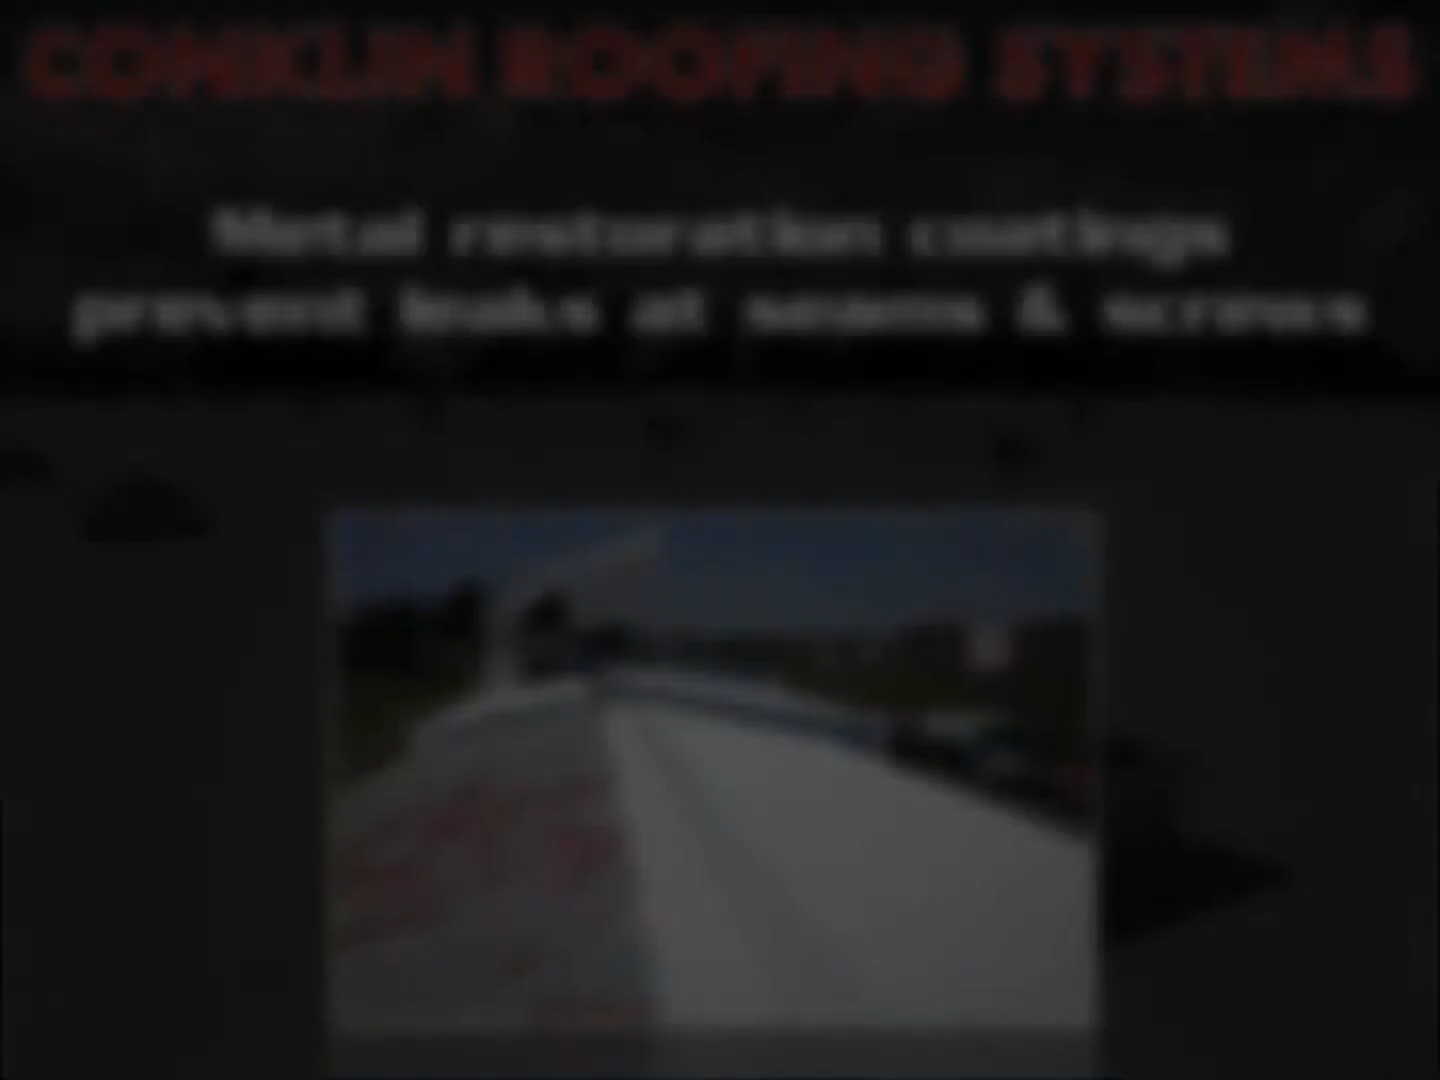 CONKLIN ROOFING SYSTEMS
Metal restoration coatings
prevent leaks at seams & screws